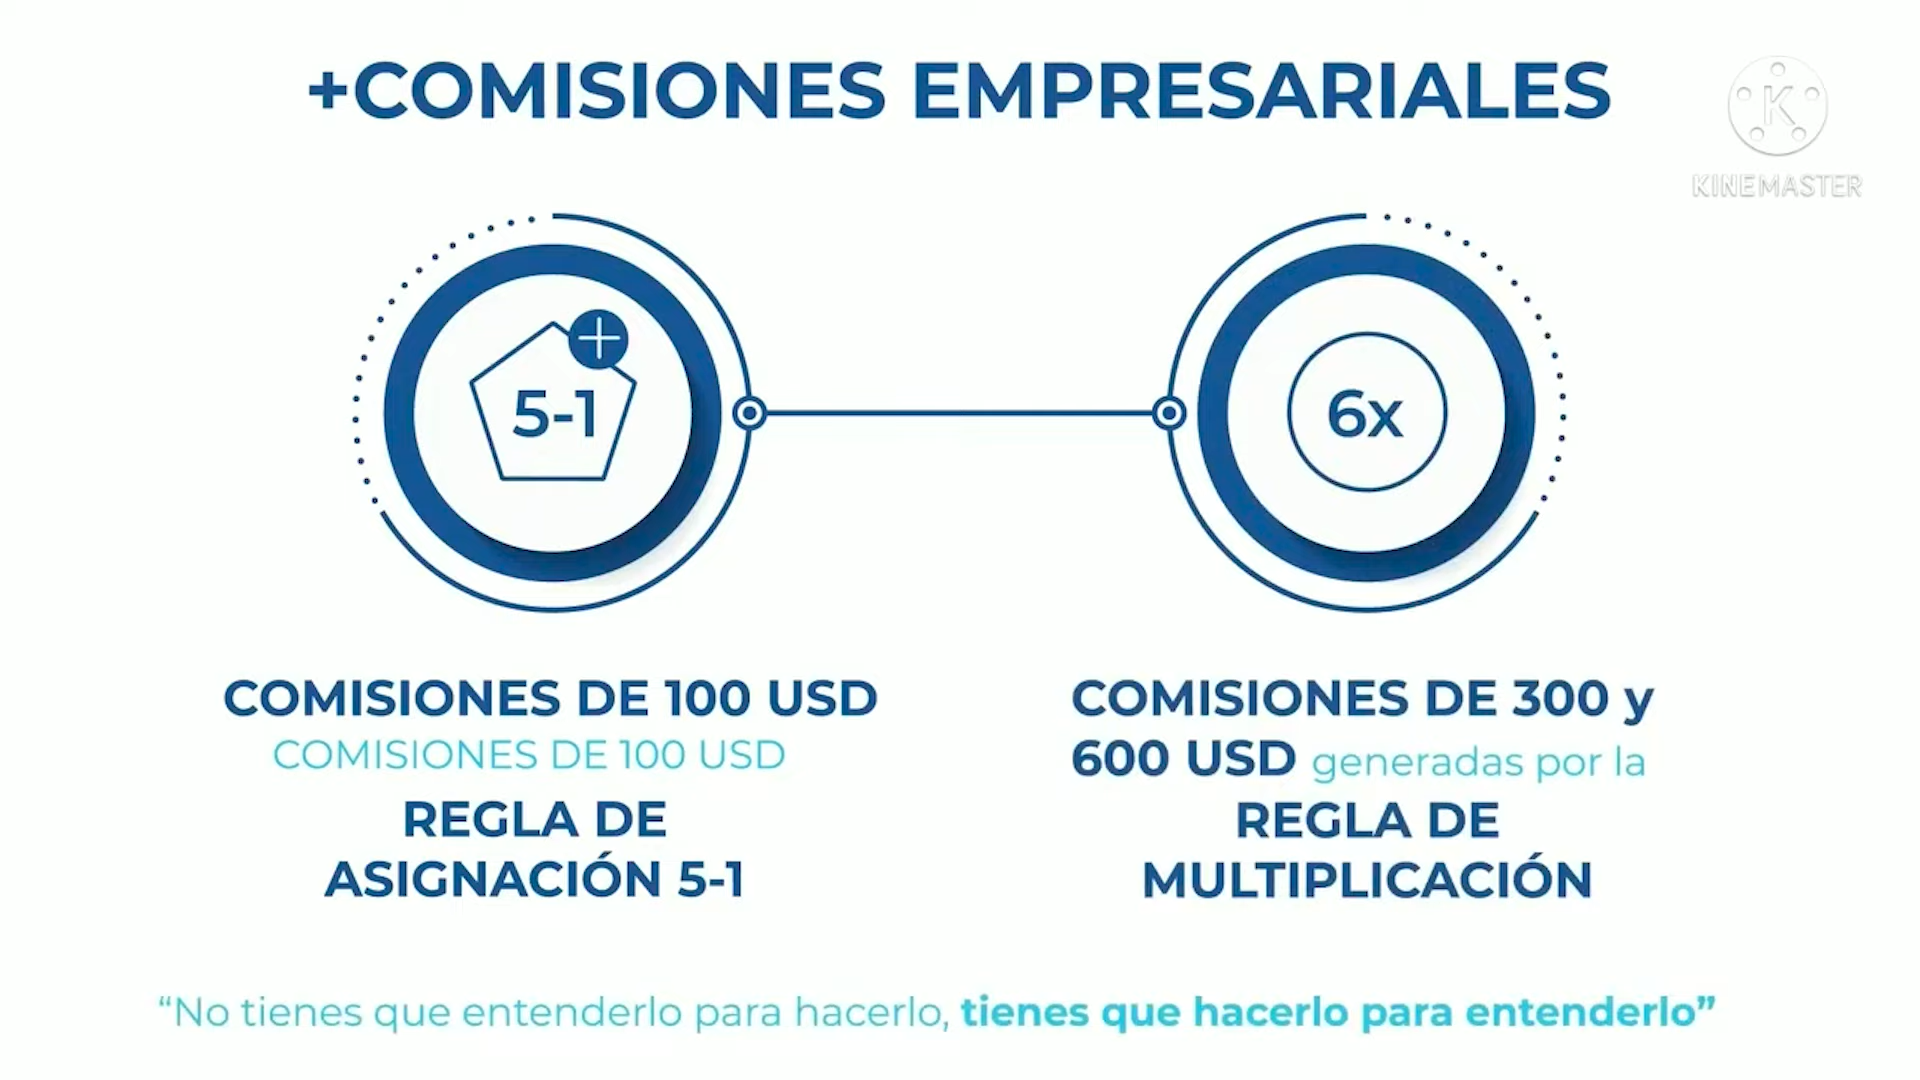 +COMISIONES EMPRESARIALES
K
KINEMASTER
5-1
6x
COMISIONES DE 100 USD
COMISIONES DE 100 USD
REGLA DE
ASIGNACIÓN 5-1
COMISIONES DE 300 y
600 USD generadas por la
REGLA DE
MULTIPLICACIÓN
“No tienes que entenderlo para hacerlo, tienes que hacerlo para entenderlo”